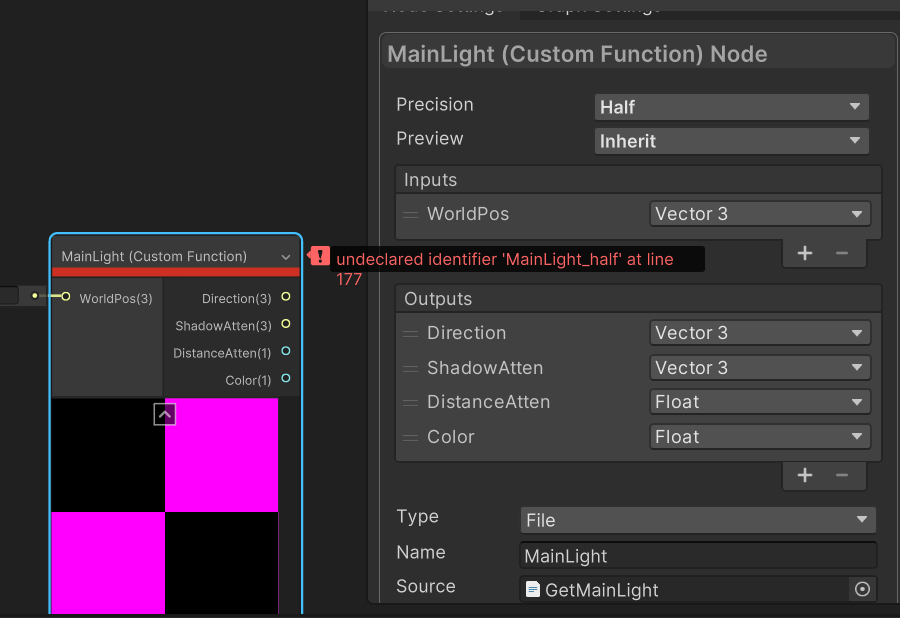 MainLight (Custom Function) Node
Precision
Half
Preview
Inherit
Inputs
WorldPos
Vector 3
MainLight (Custom Function)
undeclared identifier 'MainLight_half' at line
177
WorldPos(3)
Direction(3)
ShadowAtten(3)
DistanceAtten(1)
Color(1)
Outputs
Direction
Vector 3
ShadowAtten
Vector 3
DistanceAtten
Float
Color
Float
Type
File
Name
MainLight
Source
GetMainLight